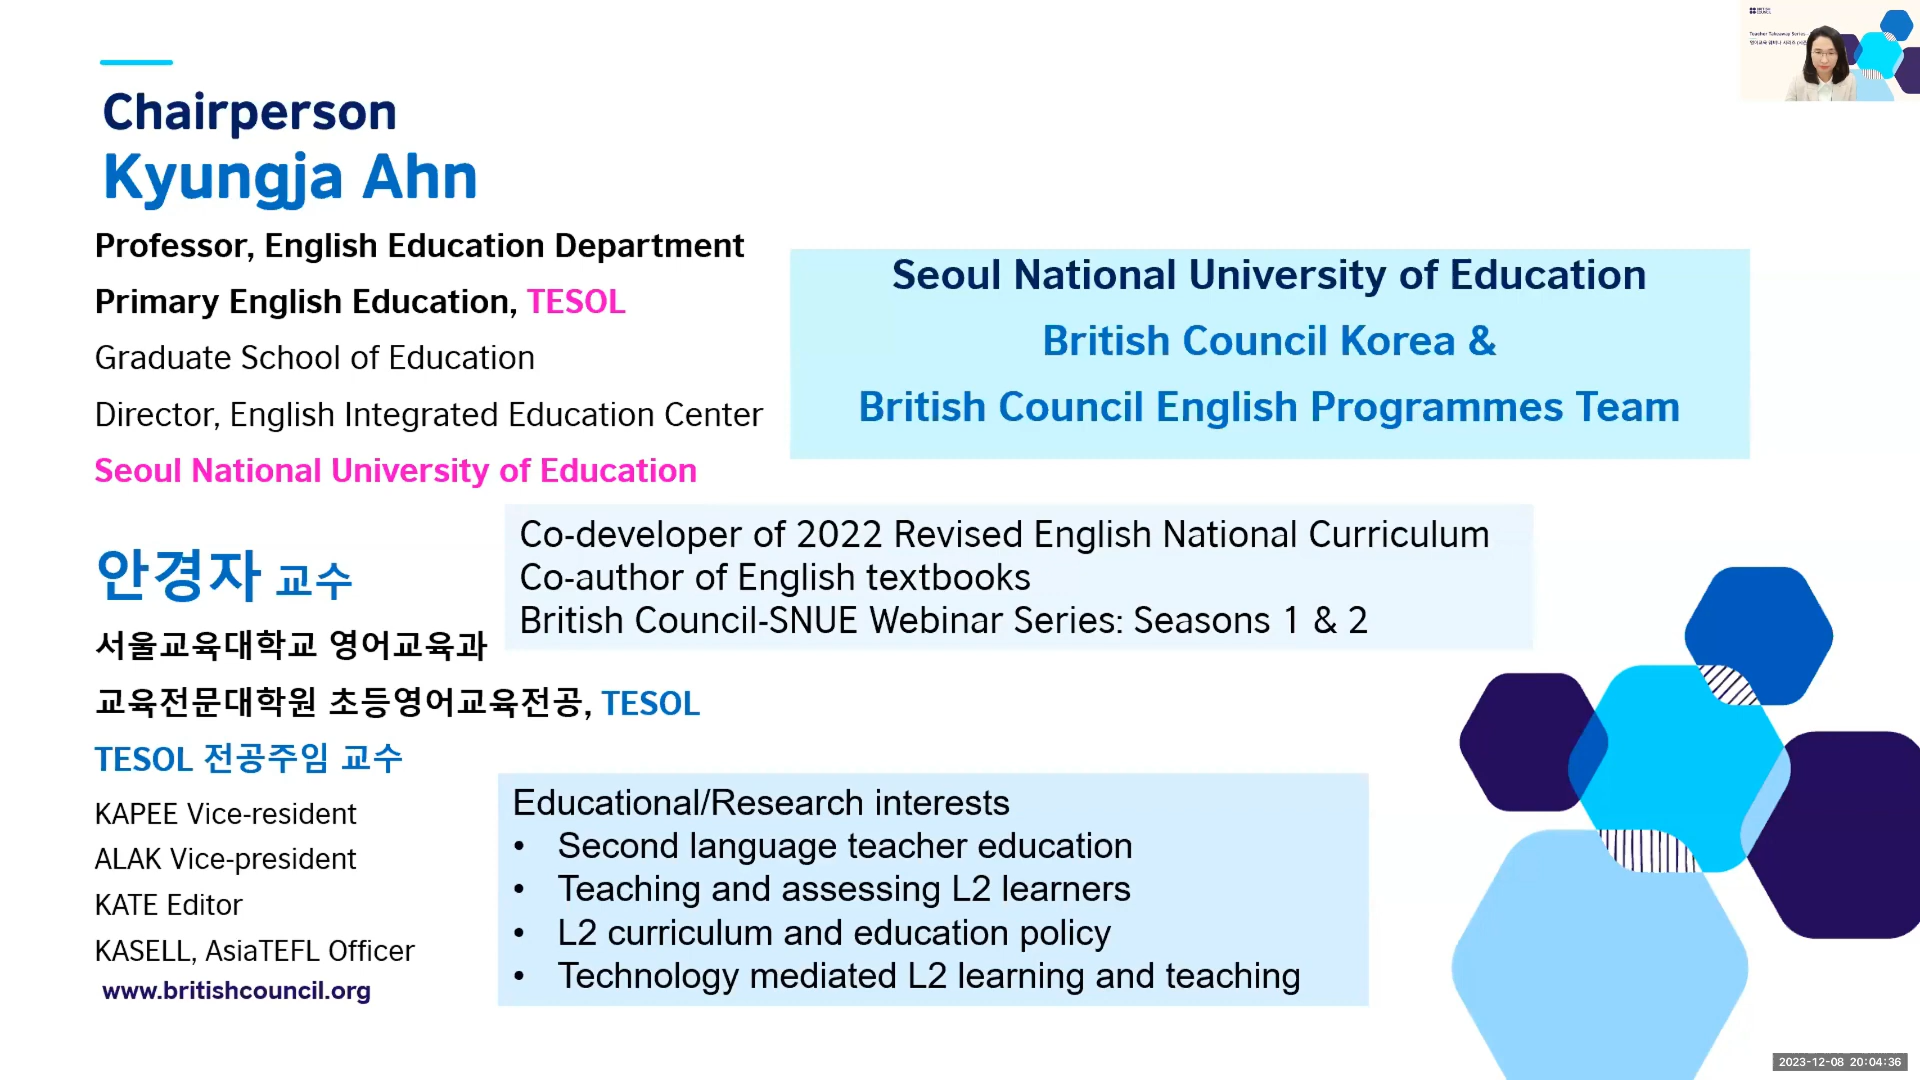 BRITISH COUNCIL
Teacher Takeaway Series
Chairperson
Kyungja Ahn
Professor, English Education Department
Primary English Education, TESOL
Graduate School of Education
Director, English Integrated Education Center
Seoul National University of Education
Seoul National University of Education
British Council Korea &
British Council English Programmes Team
Co-developer of 2022 Revised English National Curriculum
Co-author of English textbooks
British Council-SNUE Webinar Series: Seasons 1 & 2
안경자 교수
서울교육대학교 영어교육과
교육전문대학원 초등영어교육전공, TESOL
TESOL 전공주임 교수
KAPEE Vice-resident
ALAK Vice-president
KATE Editor
KASELL, AsiaTEFL Officer
www.britishcouncil.org
Educational/Research interests
• Second language teacher education
• Teaching and assessing L2 learners
• L2 curriculum and education policy
• Technology mediated L2 learning and teaching
2023-12-08 20:04:36